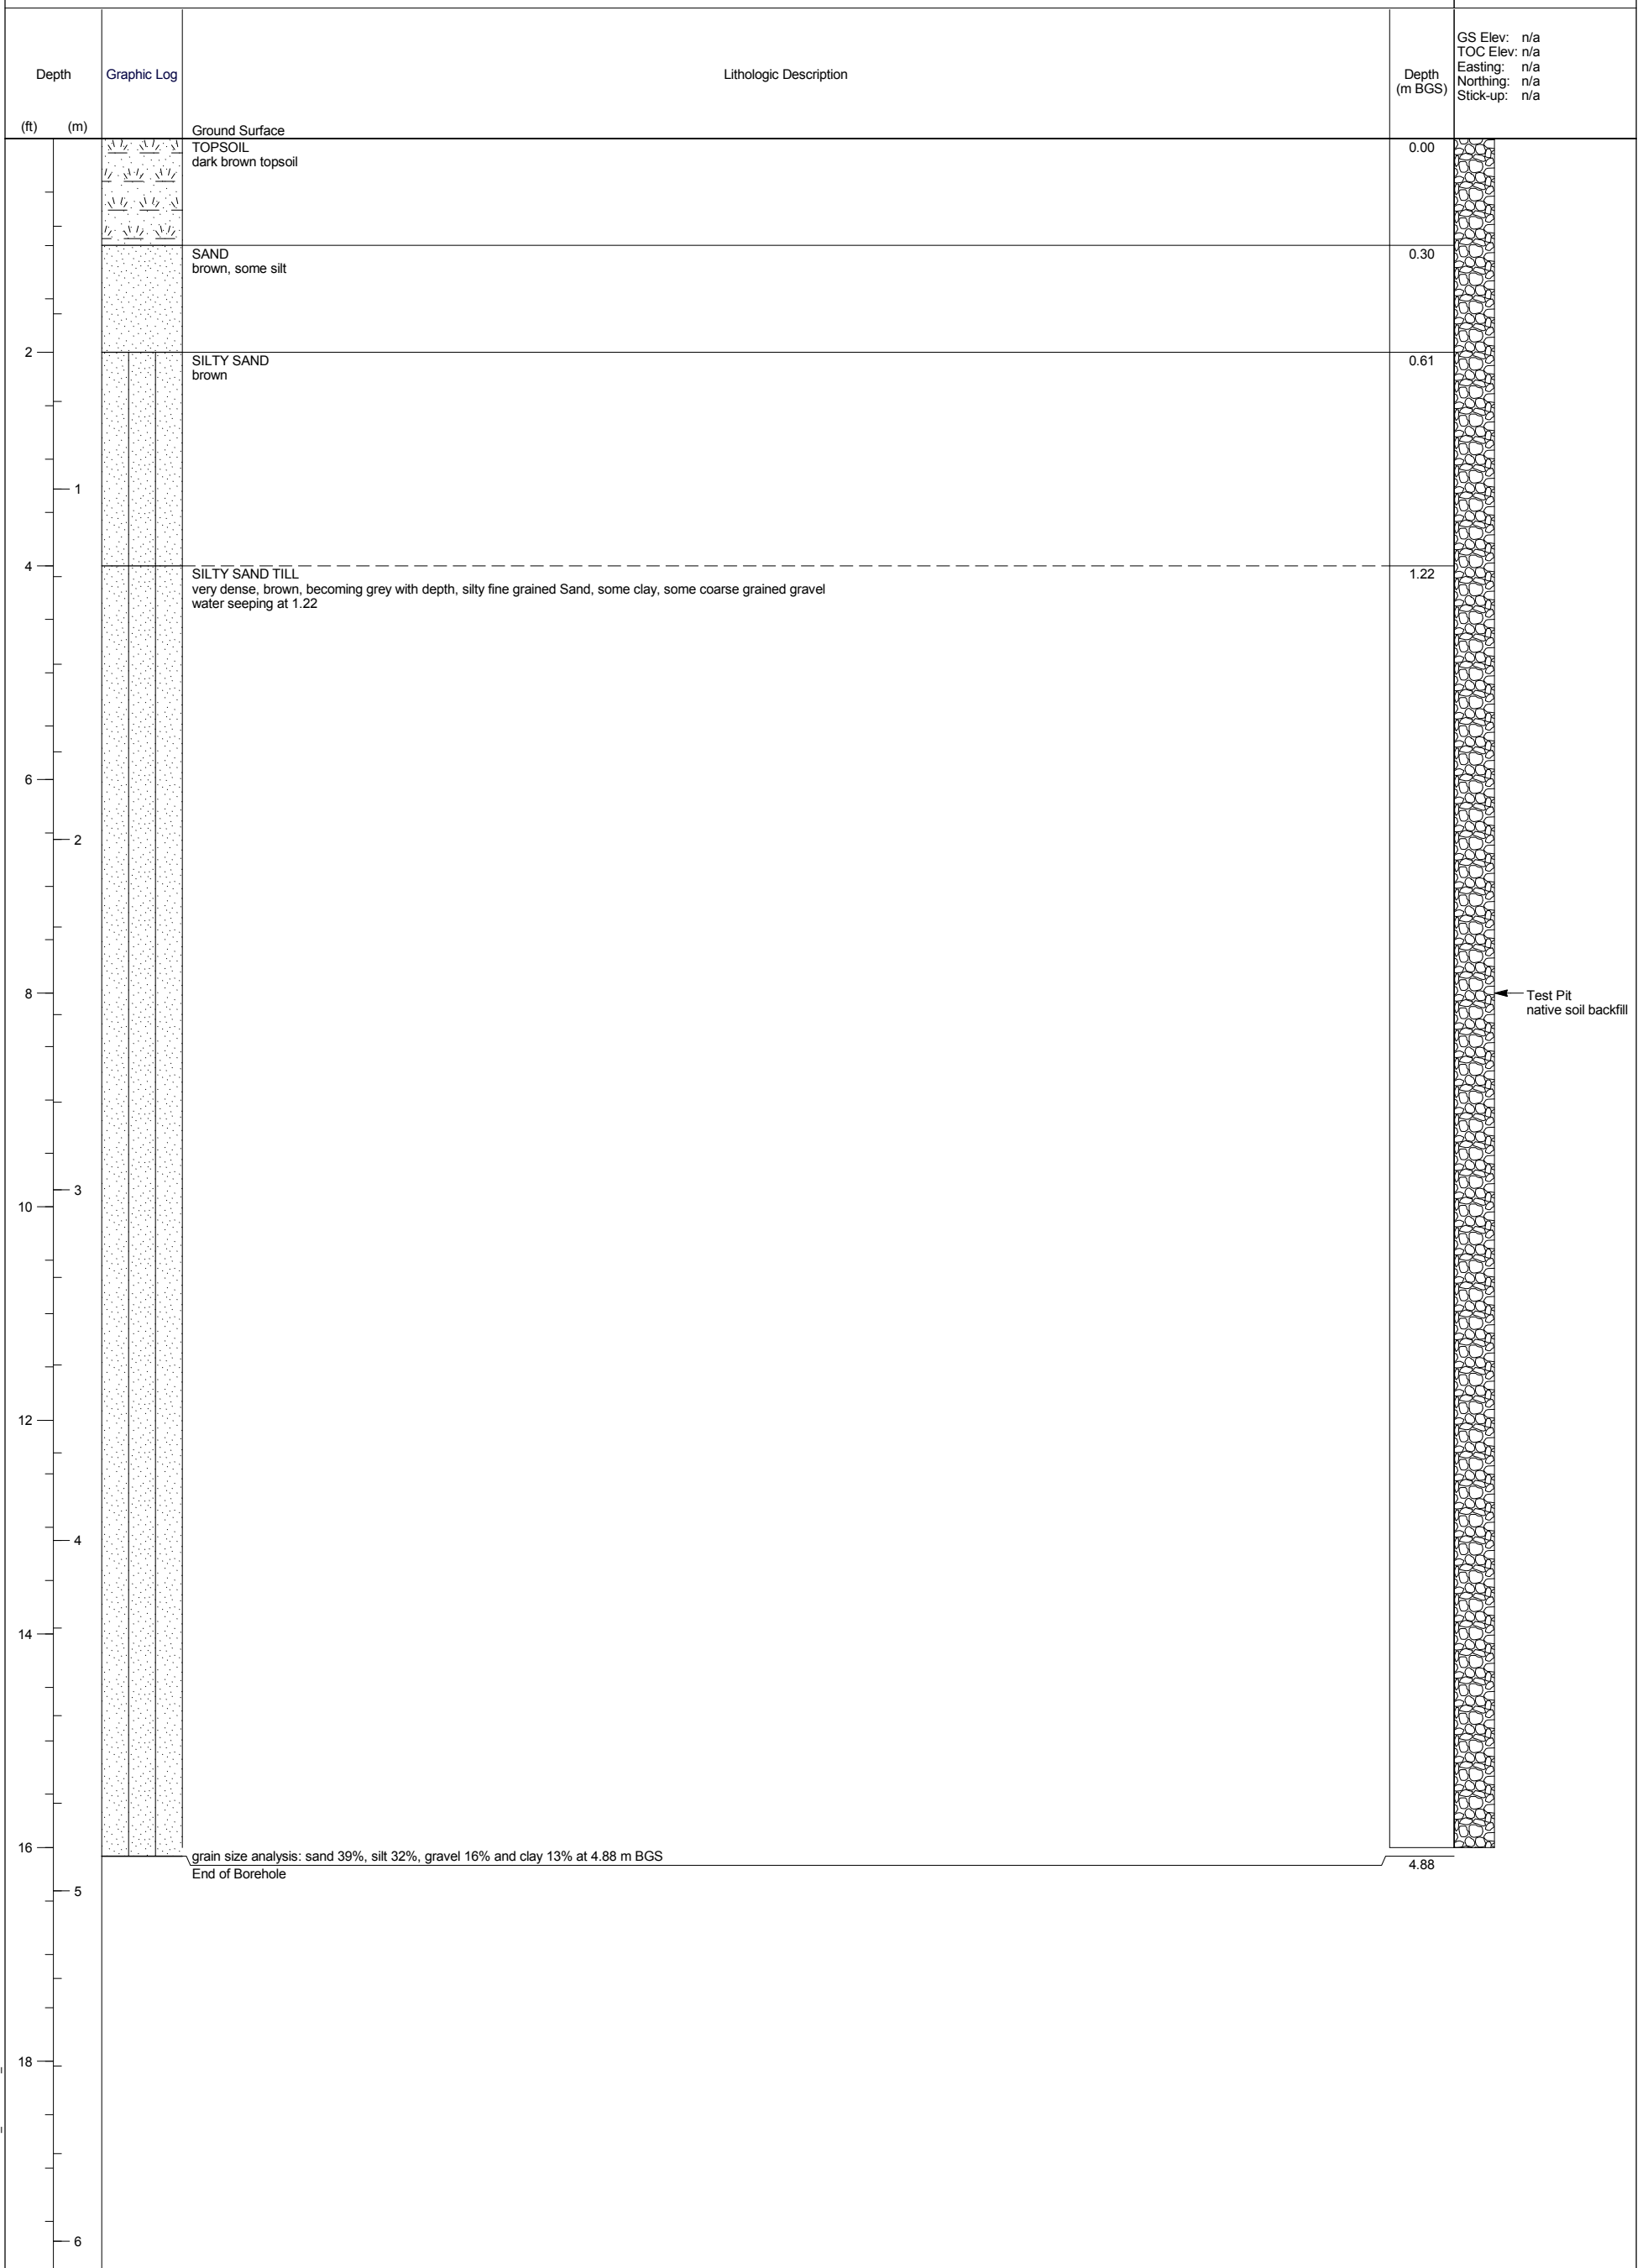 GS Elev: n/a
TOC Elev: n/a
Easting: n/a
Northing: n/a
Stick-up: n/a
Depth
Graphic Log
Lithologic Description
Depth
(m BGS)
(ft) (m)
Ground Surface
TOPSOIL
dark brown topsoil
0.00
SAND
brown, some silt
0.30
2
SILTY SAND
brown
0.61
1
4
SILTY SAND TILL
very dense, brown, becoming grey with depth, silty fine grained Sand, some clay, some coarse grained gravel
water seeping at 1.22
1.22
6
2
8
Test Pit
native soil backfill
3
10
12
4
14
16
grain size analysis: sand 39%, silt 32%, gravel 16% and clay 13% at 4.88 m BGS
End of Borehole
4.88
5
18
6